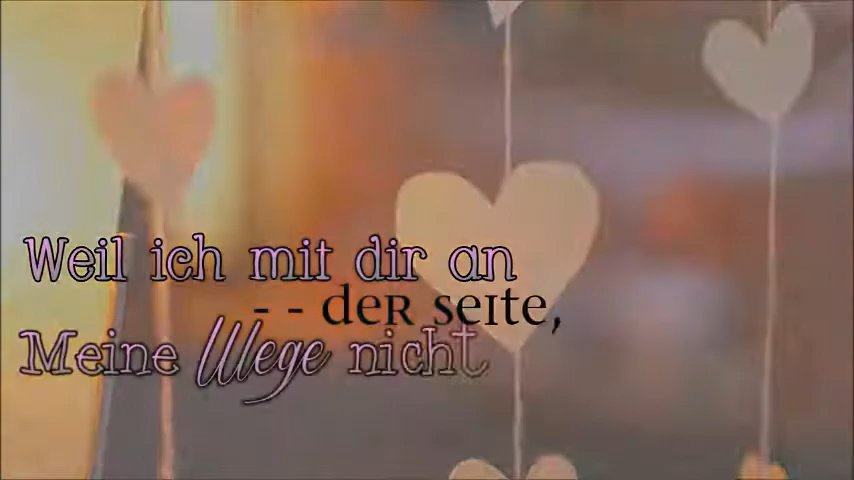 Weil ich mit dir an
- - der seite,
Meine Wege nicht